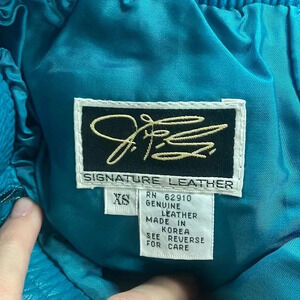 SIGNATURE LEATHER
XS
RN 62910
GENUINE
LEATHER
MADE IN
KOREA
SEE REVERSE
FOR CARE